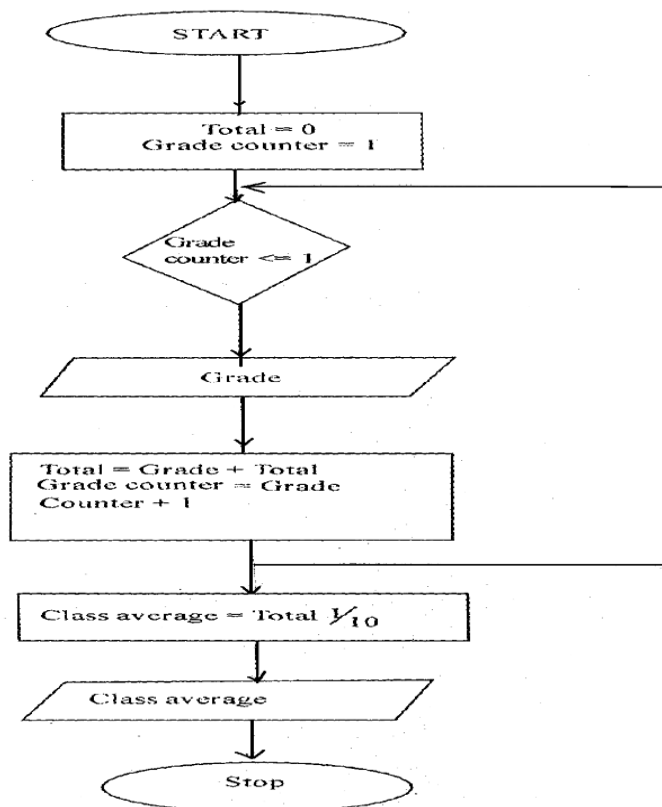 START
Total = 0
Grade counter = 1
Grade
counter <= 1
Grade
Total = Grade + Total
Grade counter = Grade
Counter + 1
Class average = Total 1/10
Class average
Stop